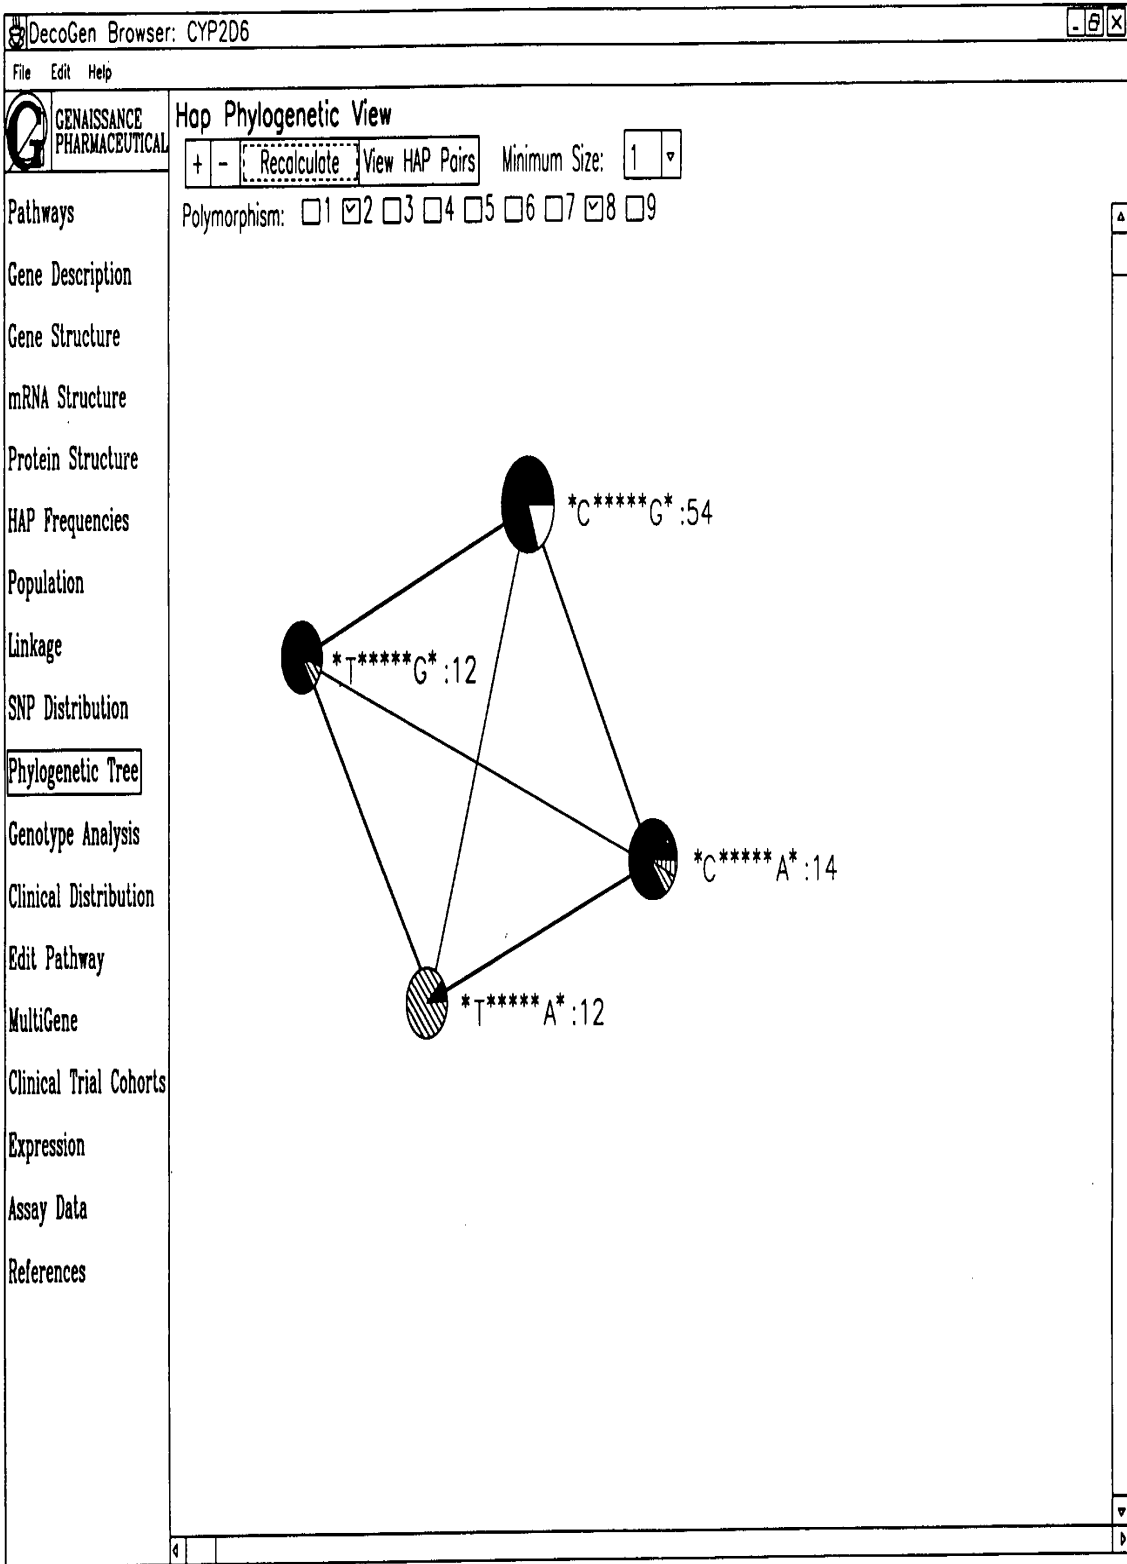 DecoGen Browser: CYP2D6
File Edit Help
G GENAISSANCE
PHARMACEUTICAL
Hap Phylogenetic View
+ - Recalculate View HAP Pairs Minimum Size: 1
Polymorphism: 1 2 3 4 5 6 7 8 9
Pathways
Gene Description
Gene Structure
mRNA Structure
Protein Structure
HAP Frequencies
Population
Linkage
SNP Distribution
Phylogenetic Tree
Genotype Analysis
Clinical Distribution
Edit Pathway
MultiGene
Clinical Trial Cohorts
Expression
Assay Data
References
*C*****G*:54
*T*****G*:12
*C*****A*:14
*T*****A*:12